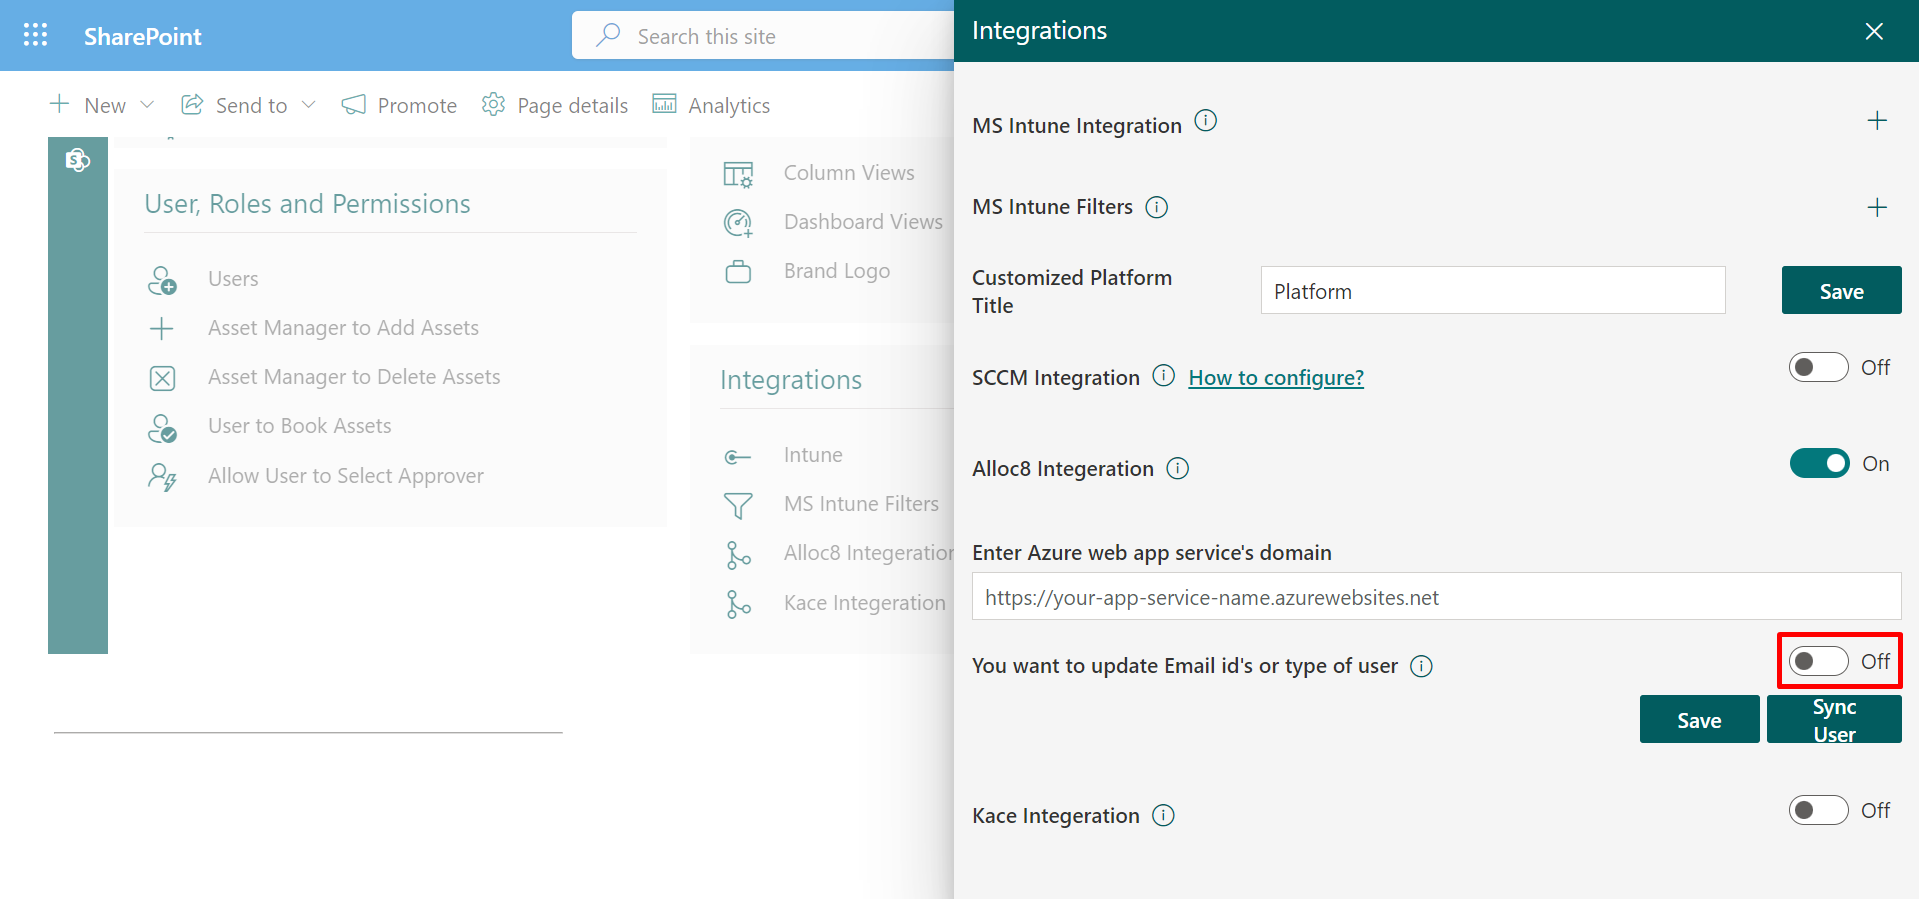 SharePoint
Search this site
New
Send to
Promote
Page details
Analytics
User, Roles and Permissions
Users
Asset Manager to Add Assets
Asset Manager to Delete Assets
User to Book Assets
Allow User to Select Approver
Column Views
Dashboard Views
Brand Logo
Integrations
Intune
MS Intune Filters
Alloc8 Integeration
Kace Integeration
Integrations
MS Intune Integration
MS Intune Filters
Customized Platform
Title
Platform
Save
SCCM Integration How to configure?
Off
Alloc8 Integeration
On
Enter Azure web app service's domain
https://your-app-service-name.azurewebsites.net
You want to update Email id's or type of user
Off
Save
Sync
User
Kace Integeration
Off